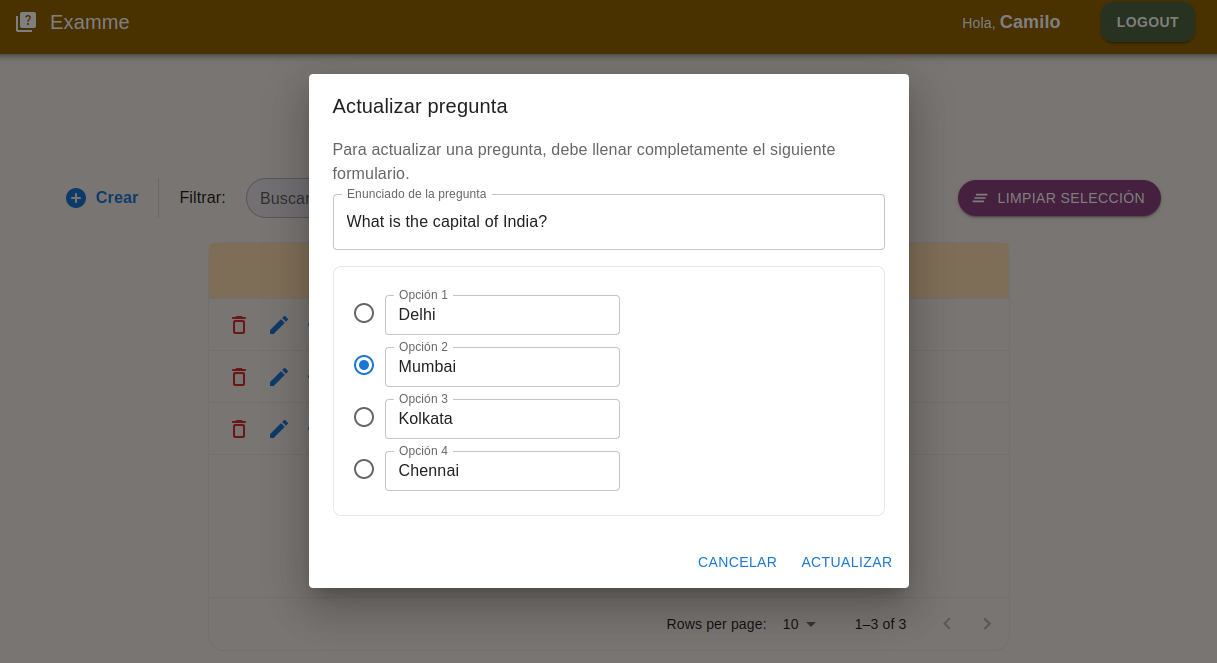 Examme
Hola, Camilo
LOGOUT
Actualizar pregunta
Para actualizar una pregunta, debe llenar completamente el siguiente
formulario.
Enunciado de la pregunta
What is the capital of India?
Crear
Filtrar:
Buscar
LIMPIAR SELECCIÓN
Opción 1
Delhi
Opción 2
Mumbai
Opción 3
Kolkata
Opción 4
Chennai
CANCELAR
ACTUALIZAR
Rows per page:
10
1–3 of 3